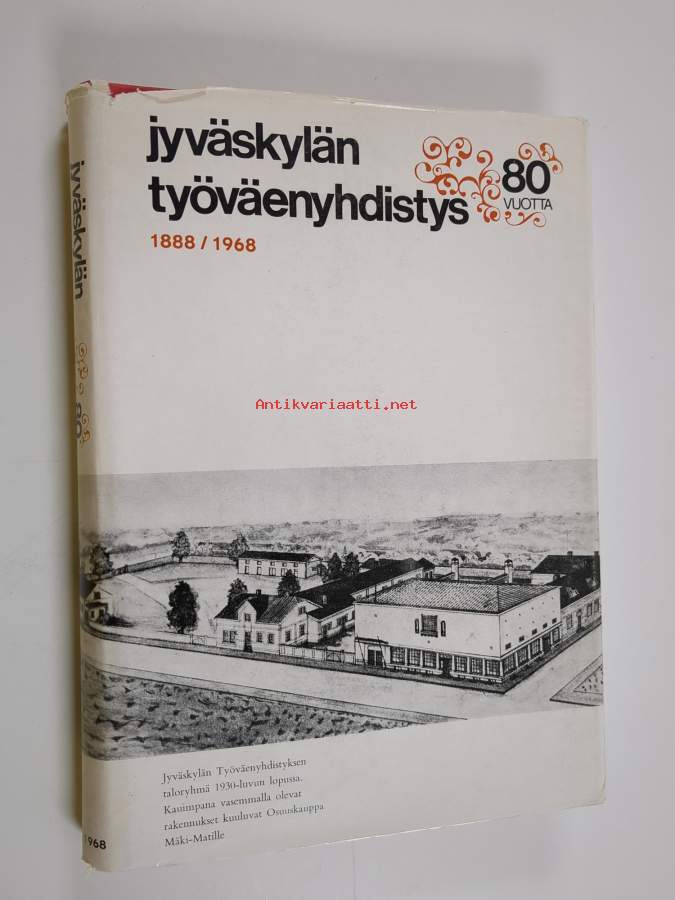 jyväskylän
työväenyhdistys
80
VUOTTA
1888 / 1968
Antikvariaatti.net
Jyväskylän Työväenyhdistyksen
taloryhmä 1930-luvun lopussa.
Kauimpana vasemmalla olevat
rakennukset kuuluvat Osuuskauppa
Mäki-Matille
jyväskylän
80
1968